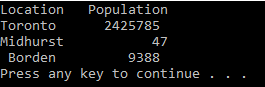 Location   Population
Toronto       2425785
Midhurst           47
 Borden          9388
Press any key to continue . . .